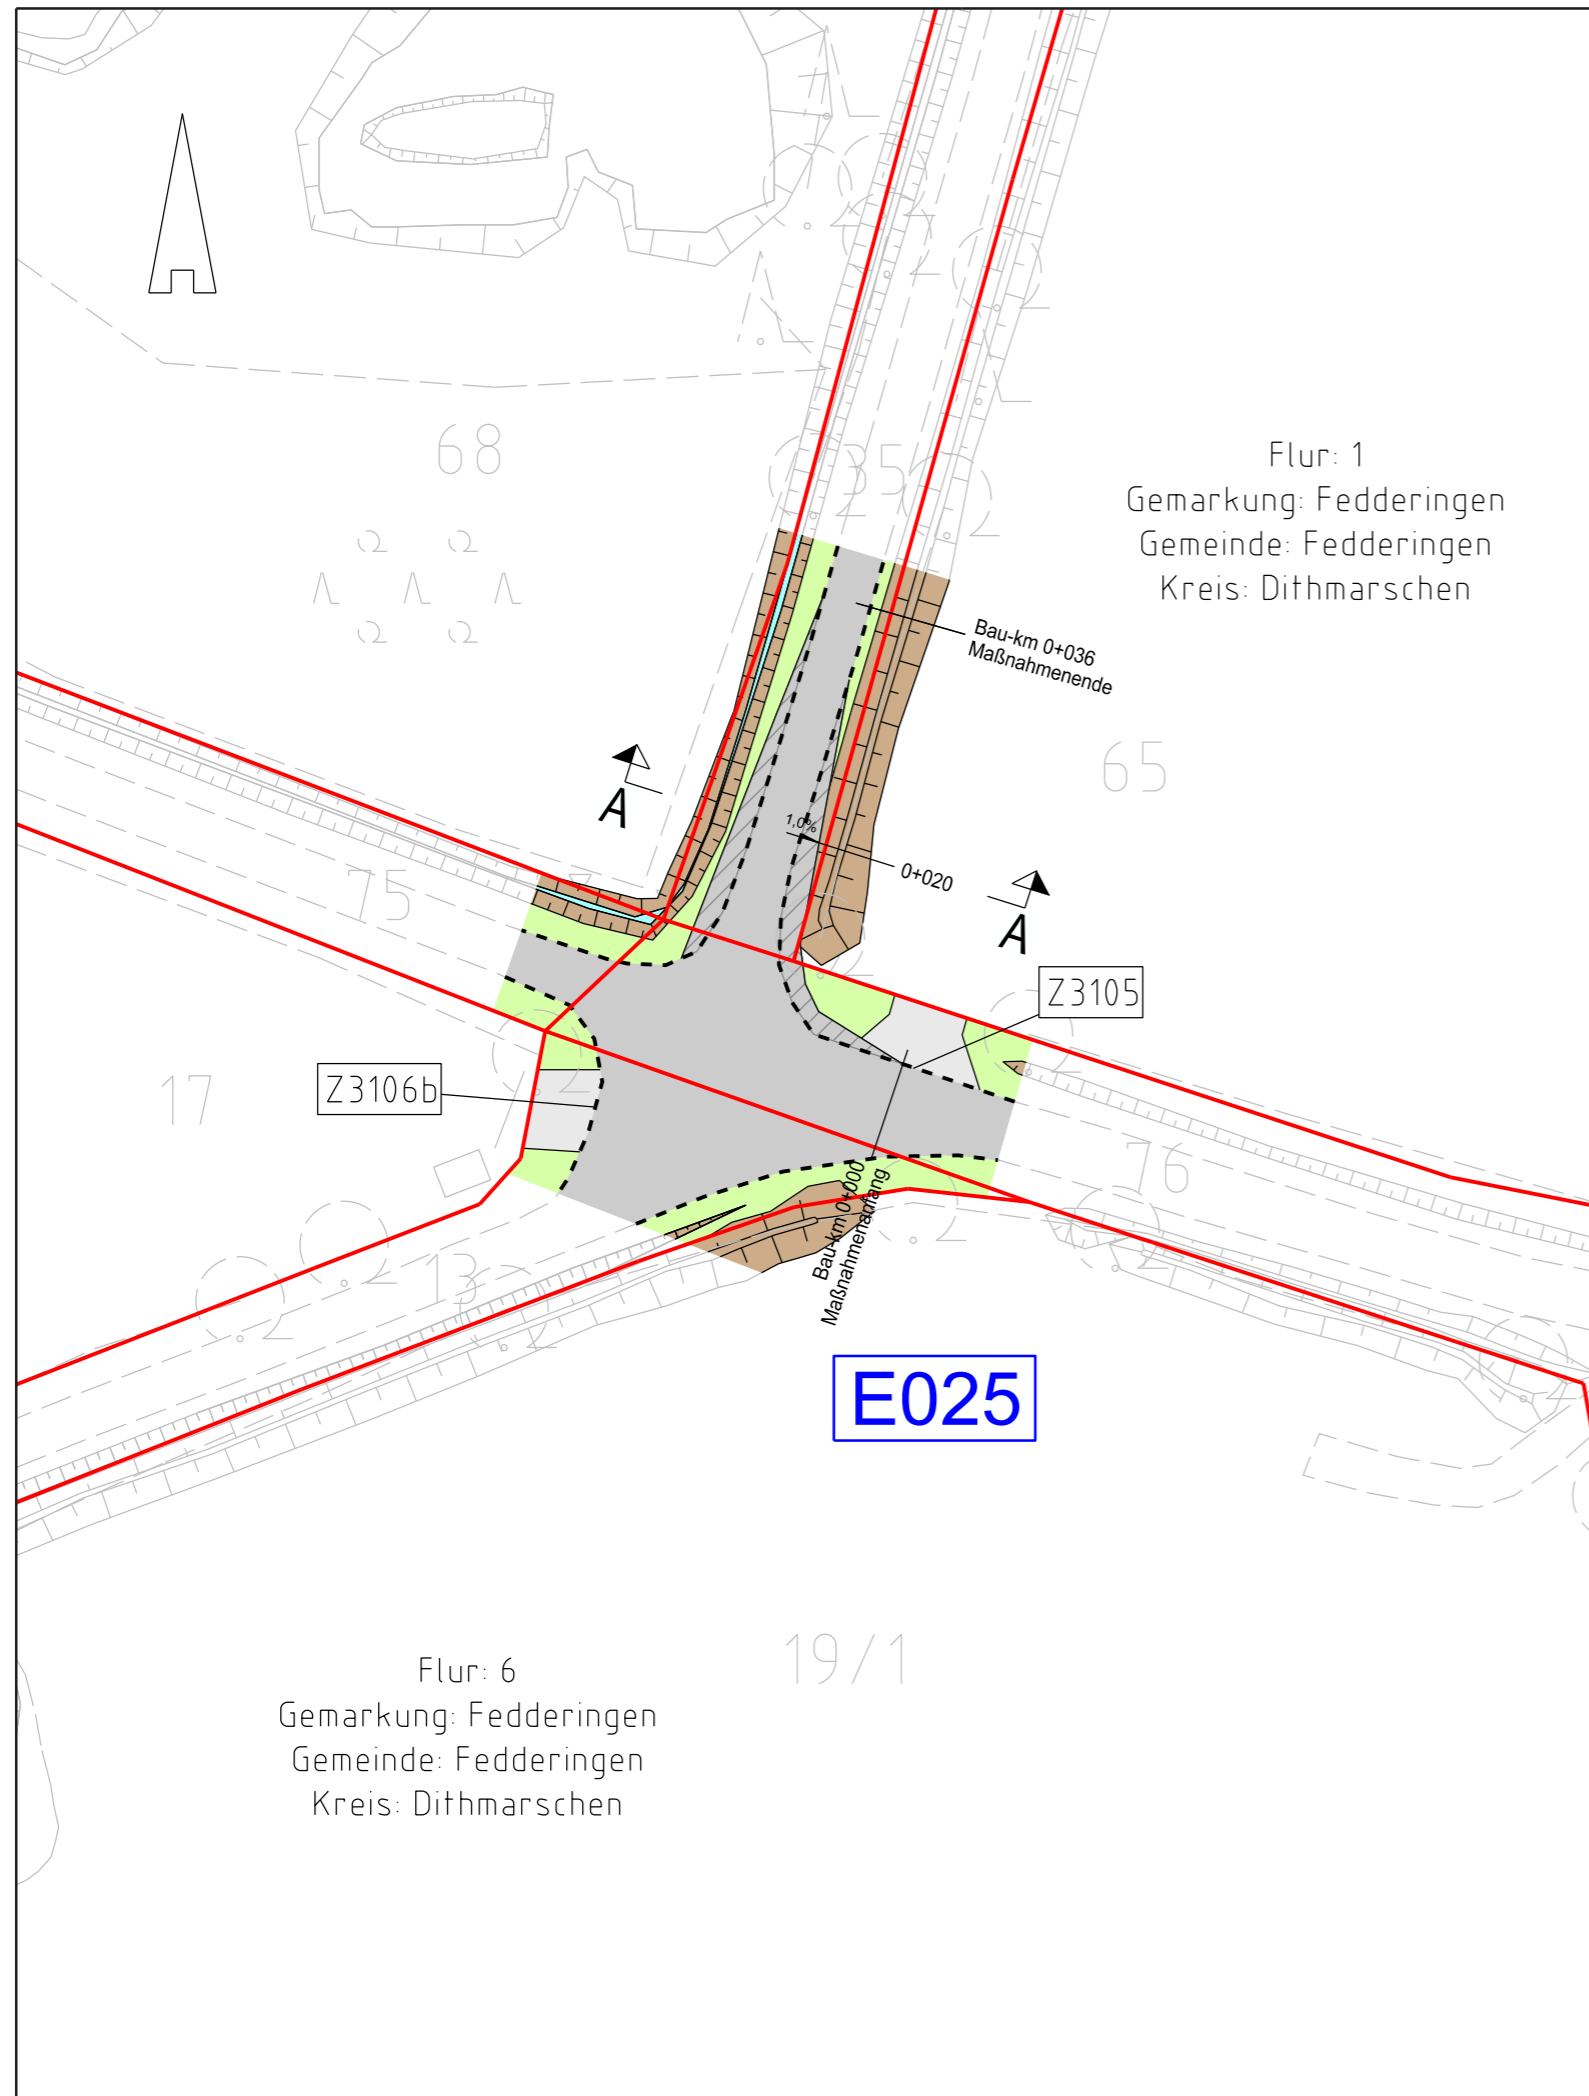 68
35
Flur: 1
Gemarkung: Fedderingen
Gemeinde: Fedderingen
Kreis: Dithmarschen
Bau-km 0+036
Maßnahmenende
65
A
1,0%
0+020
75
A
Z3105
17
Z3106b
76
13
Bau-km 0+000
Maßnahmenanfang
E025
19/1
Flur: 6
Gemarkung: Fedderingen
Gemeinde: Fedderingen
Kreis: Dithmarschen